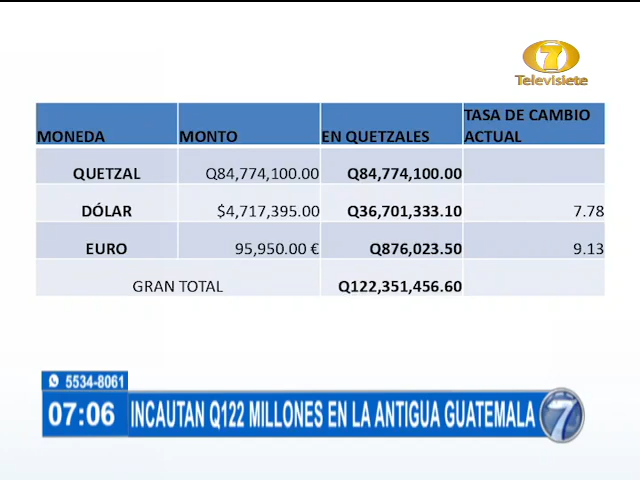 7
Televisiete
TASA DE CAMBIO
MONEDA MONTO EN QUETZALES ACTUAL
QUETZAL Q84,774,100.00 Q84,774,100.00
DÓLAR $4,717,395.00 Q36,701,333.10 7.78
EURO 95,950.00 € Q876,023.50 9.13
GRAN TOTAL Q122,351,456.60
5534-8061
07:06 INCAUTAN Q122 MILLONES EN LA ANTIGUA GUATEMALA 7